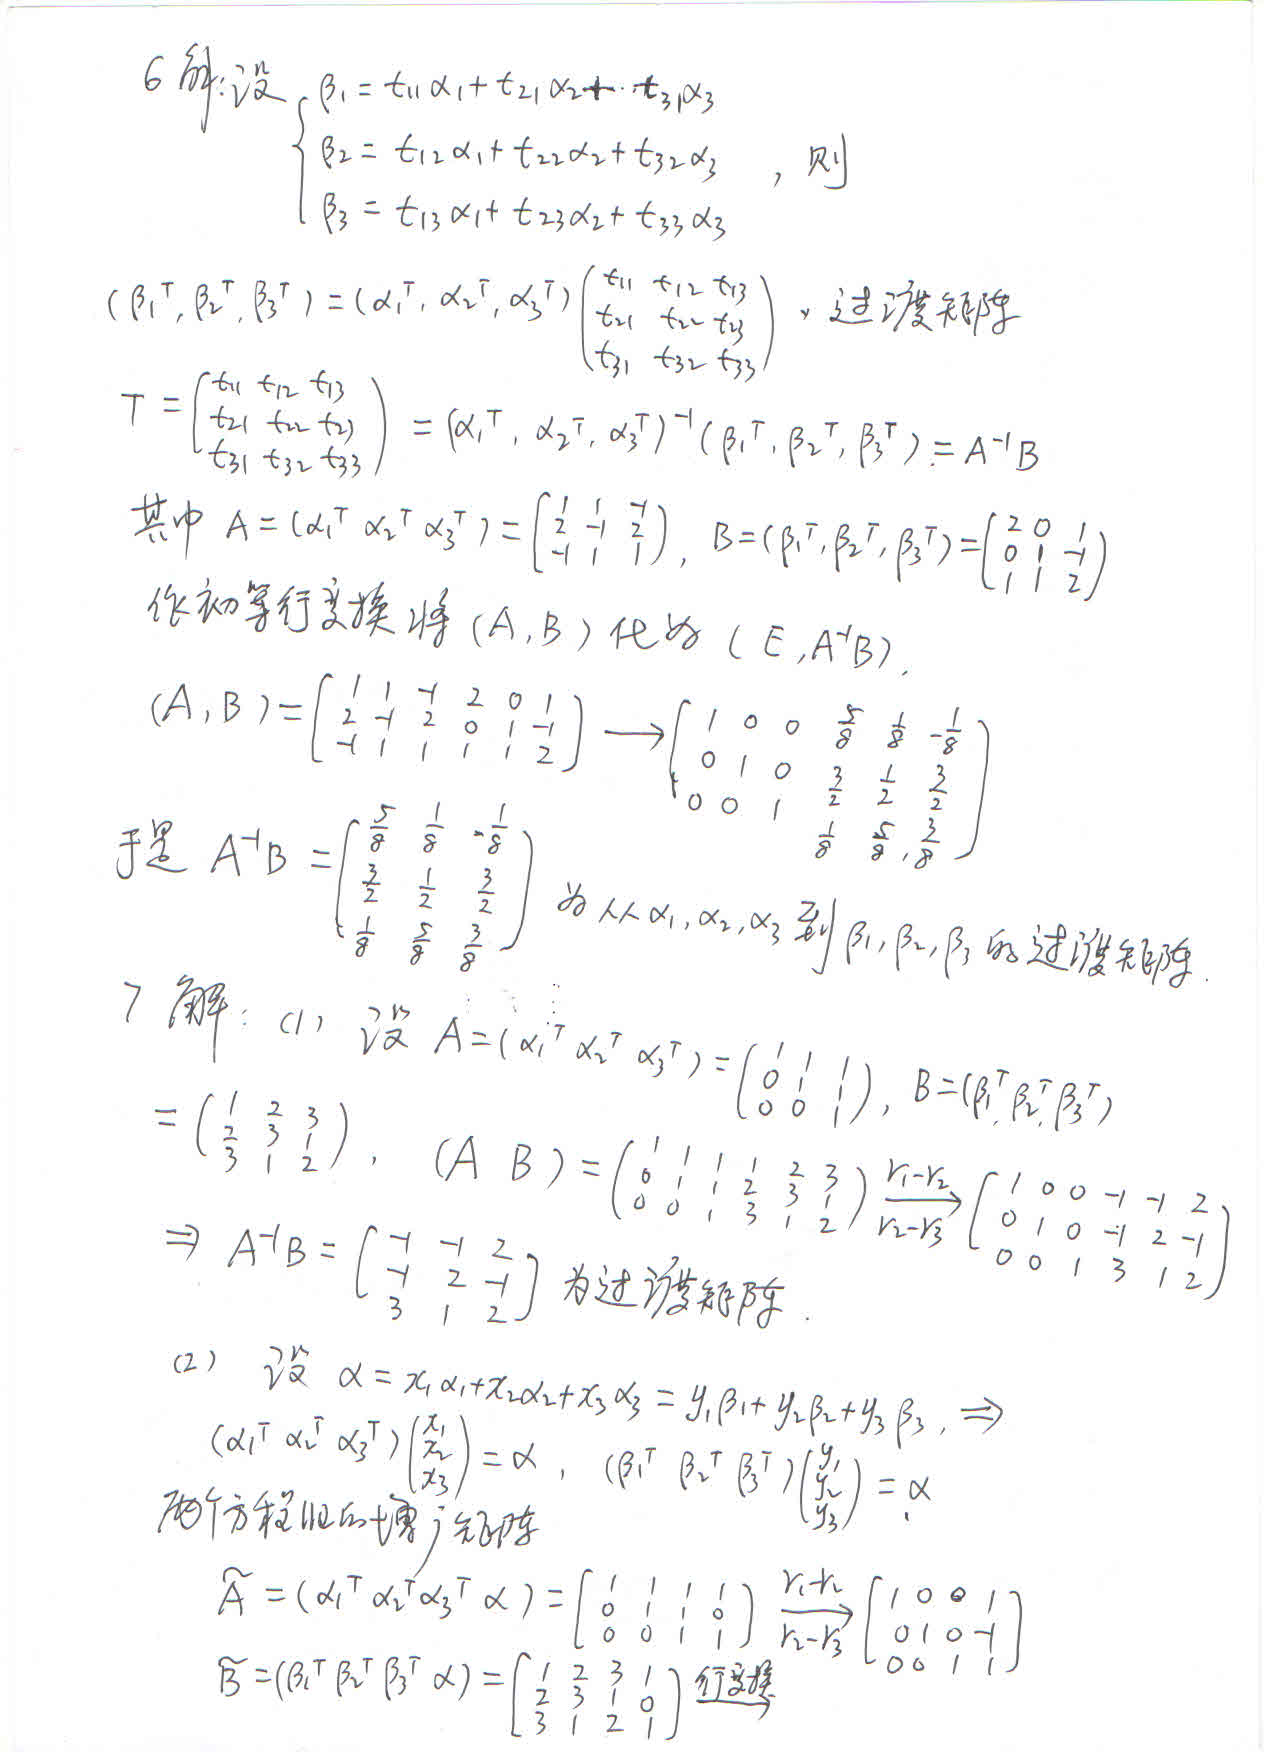 6 解:设 { β₁ = t₁₁α₁ + t₂₁α₂ + ·· t₃₁α₃
β₂ = t₁₂α₁ + t₂₂α₂ + t₃₂α₃ , 则
β₃ = t₁₃α₁ + t₂₃α₂ + t₃₃α₃
(β₁ᵀ, β₂ᵀ, β₃ᵀ) = (α₁ᵀ, α₂ᵀ, α₃ᵀ) (t₁₁ t₁₂ t₁₃ / t₂₁ t₂₂ t₂₃ / t₃₁ t₃₂ t₃₃) , 过渡矩阵
T = (t₁₁ t₁₂ t₁₃ / t₂₁ t₂₂ t₂₃ / t₃₁ t₃₂ t₃₃) = (α₁ᵀ, α₂ᵀ, α₃ᵀ)⁻¹ (β₁ᵀ, β₂ᵀ, β₃ᵀ) = A⁻¹B
其中 A = (α₁ᵀ α₂ᵀ α₃ᵀ) = (1 1 -1 / 2 -1 2 / -1 1 1), B = (β₁ᵀ, β₂ᵀ, β₃ᵀ) = (2 0 1 / 0 1 -1 / 1 1 2)
作初等行变换将 (A, B) 化为 (E, A⁻¹B).
(A, B) = (1 1 -1 2 0 1 / 2 -1 2 0 1 -1 / -1 1 1 1 1 2) → (1 0 0 5/8 1/8 -1/8 / 0 1 0 3/2 1/2 3/2 / 0 0 1 1/8 5/8 3/8)
于是 A⁻¹B = (5/8 1/8 -1/8 / 3/2 1/2 3/2 / 1/8 5/8 3/8) 为从 α₁, α₂, α₃ 到 β₁, β₂, β₃ 的过渡矩阵.
7 解: (1) 设 A = (α₁ᵀ α₂ᵀ α₃ᵀ) = (1 1 1 / 0 1 1 / 0 0 1), B = (β₁ᵀ, β₂ᵀ, β₃ᵀ)
= (1 2 3 / 2 3 1 / 3 1 2), (A B) = (1 1 1 1 2 3 / 0 1 1 2 3 1 / 0 0 1 3 1 2) r₁-r₂ r₂-r₃ → (1 0 0 -1 -1 2 / 0 1 0 -1 2 -1 / 0 0 1 3 1 2)
⇒ A⁻¹B = (-1 -1 2 / -1 2 -1 / 3 1 2) 为过渡矩阵.
(2) 设 α = x₁α₁ + x₂α₂ + x₃α₃ = y₁β₁ + y₂β₂ + y₃β₃, ⇒
(α₁ᵀ α₂ᵀ α₃ᵀ) (x₁ / x₂ / x₃) = α, (β₁ᵀ β₂ᵀ β₃ᵀ) (y₁ / y₂ / y₃) = α.
两个方程组的增广矩阵
Ã = (α₁ᵀ α₂ᵀ α₃ᵀ α) = (1 1 1 1 / 0 1 1 0 / 0 0 1 1) r₁-r₂ r₂-r₃ → (1 0 0 1 / 0 1 0 -1 / 0 0 1 1)
B̃ = (β₁ᵀ β₂ᵀ β₃ᵀ α) = (1 2 3 1 / 2 3 1 0 / 3 1 2 1) 行变换 →